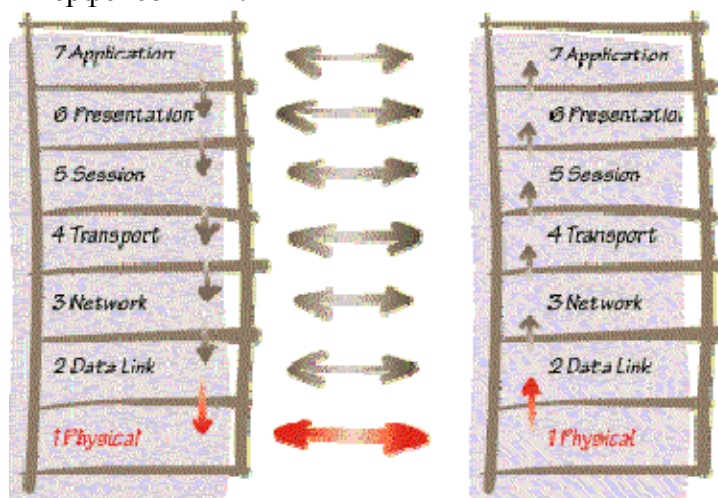 7 Application
6 Presentation
5 Session
4 Transport
3 Network
2 Data Link
1 Physical
7 Application
6 Presentation
5 Session
4 Transport
3 Network
2 Data Link
1 Physical